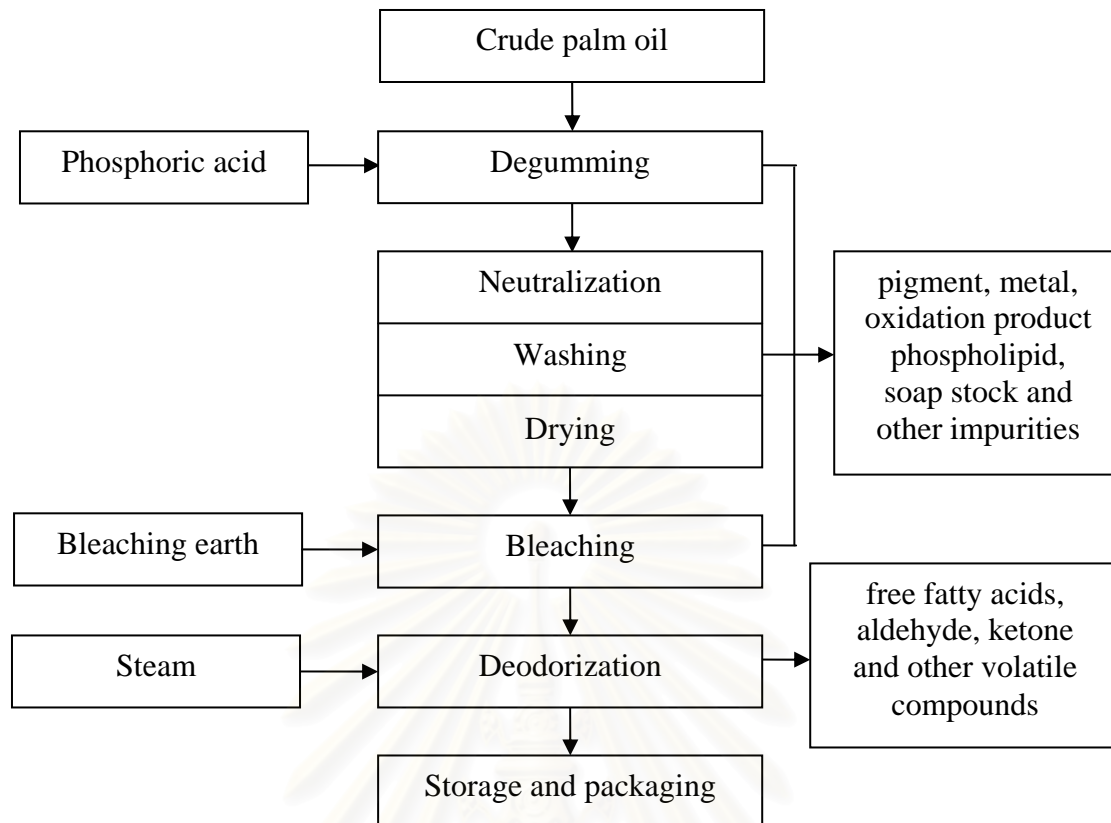 Crude palm oil
Phosphoric acid
Degumming
Neutralization
Washing
Drying
pigment, metal,
oxidation product
phospholipid,
soap stock and
other impurities
Bleaching earth
Bleaching
Steam
Deodorization
free fatty acids,
aldehyde, ketone
and other volatile
compounds
Storage and packaging